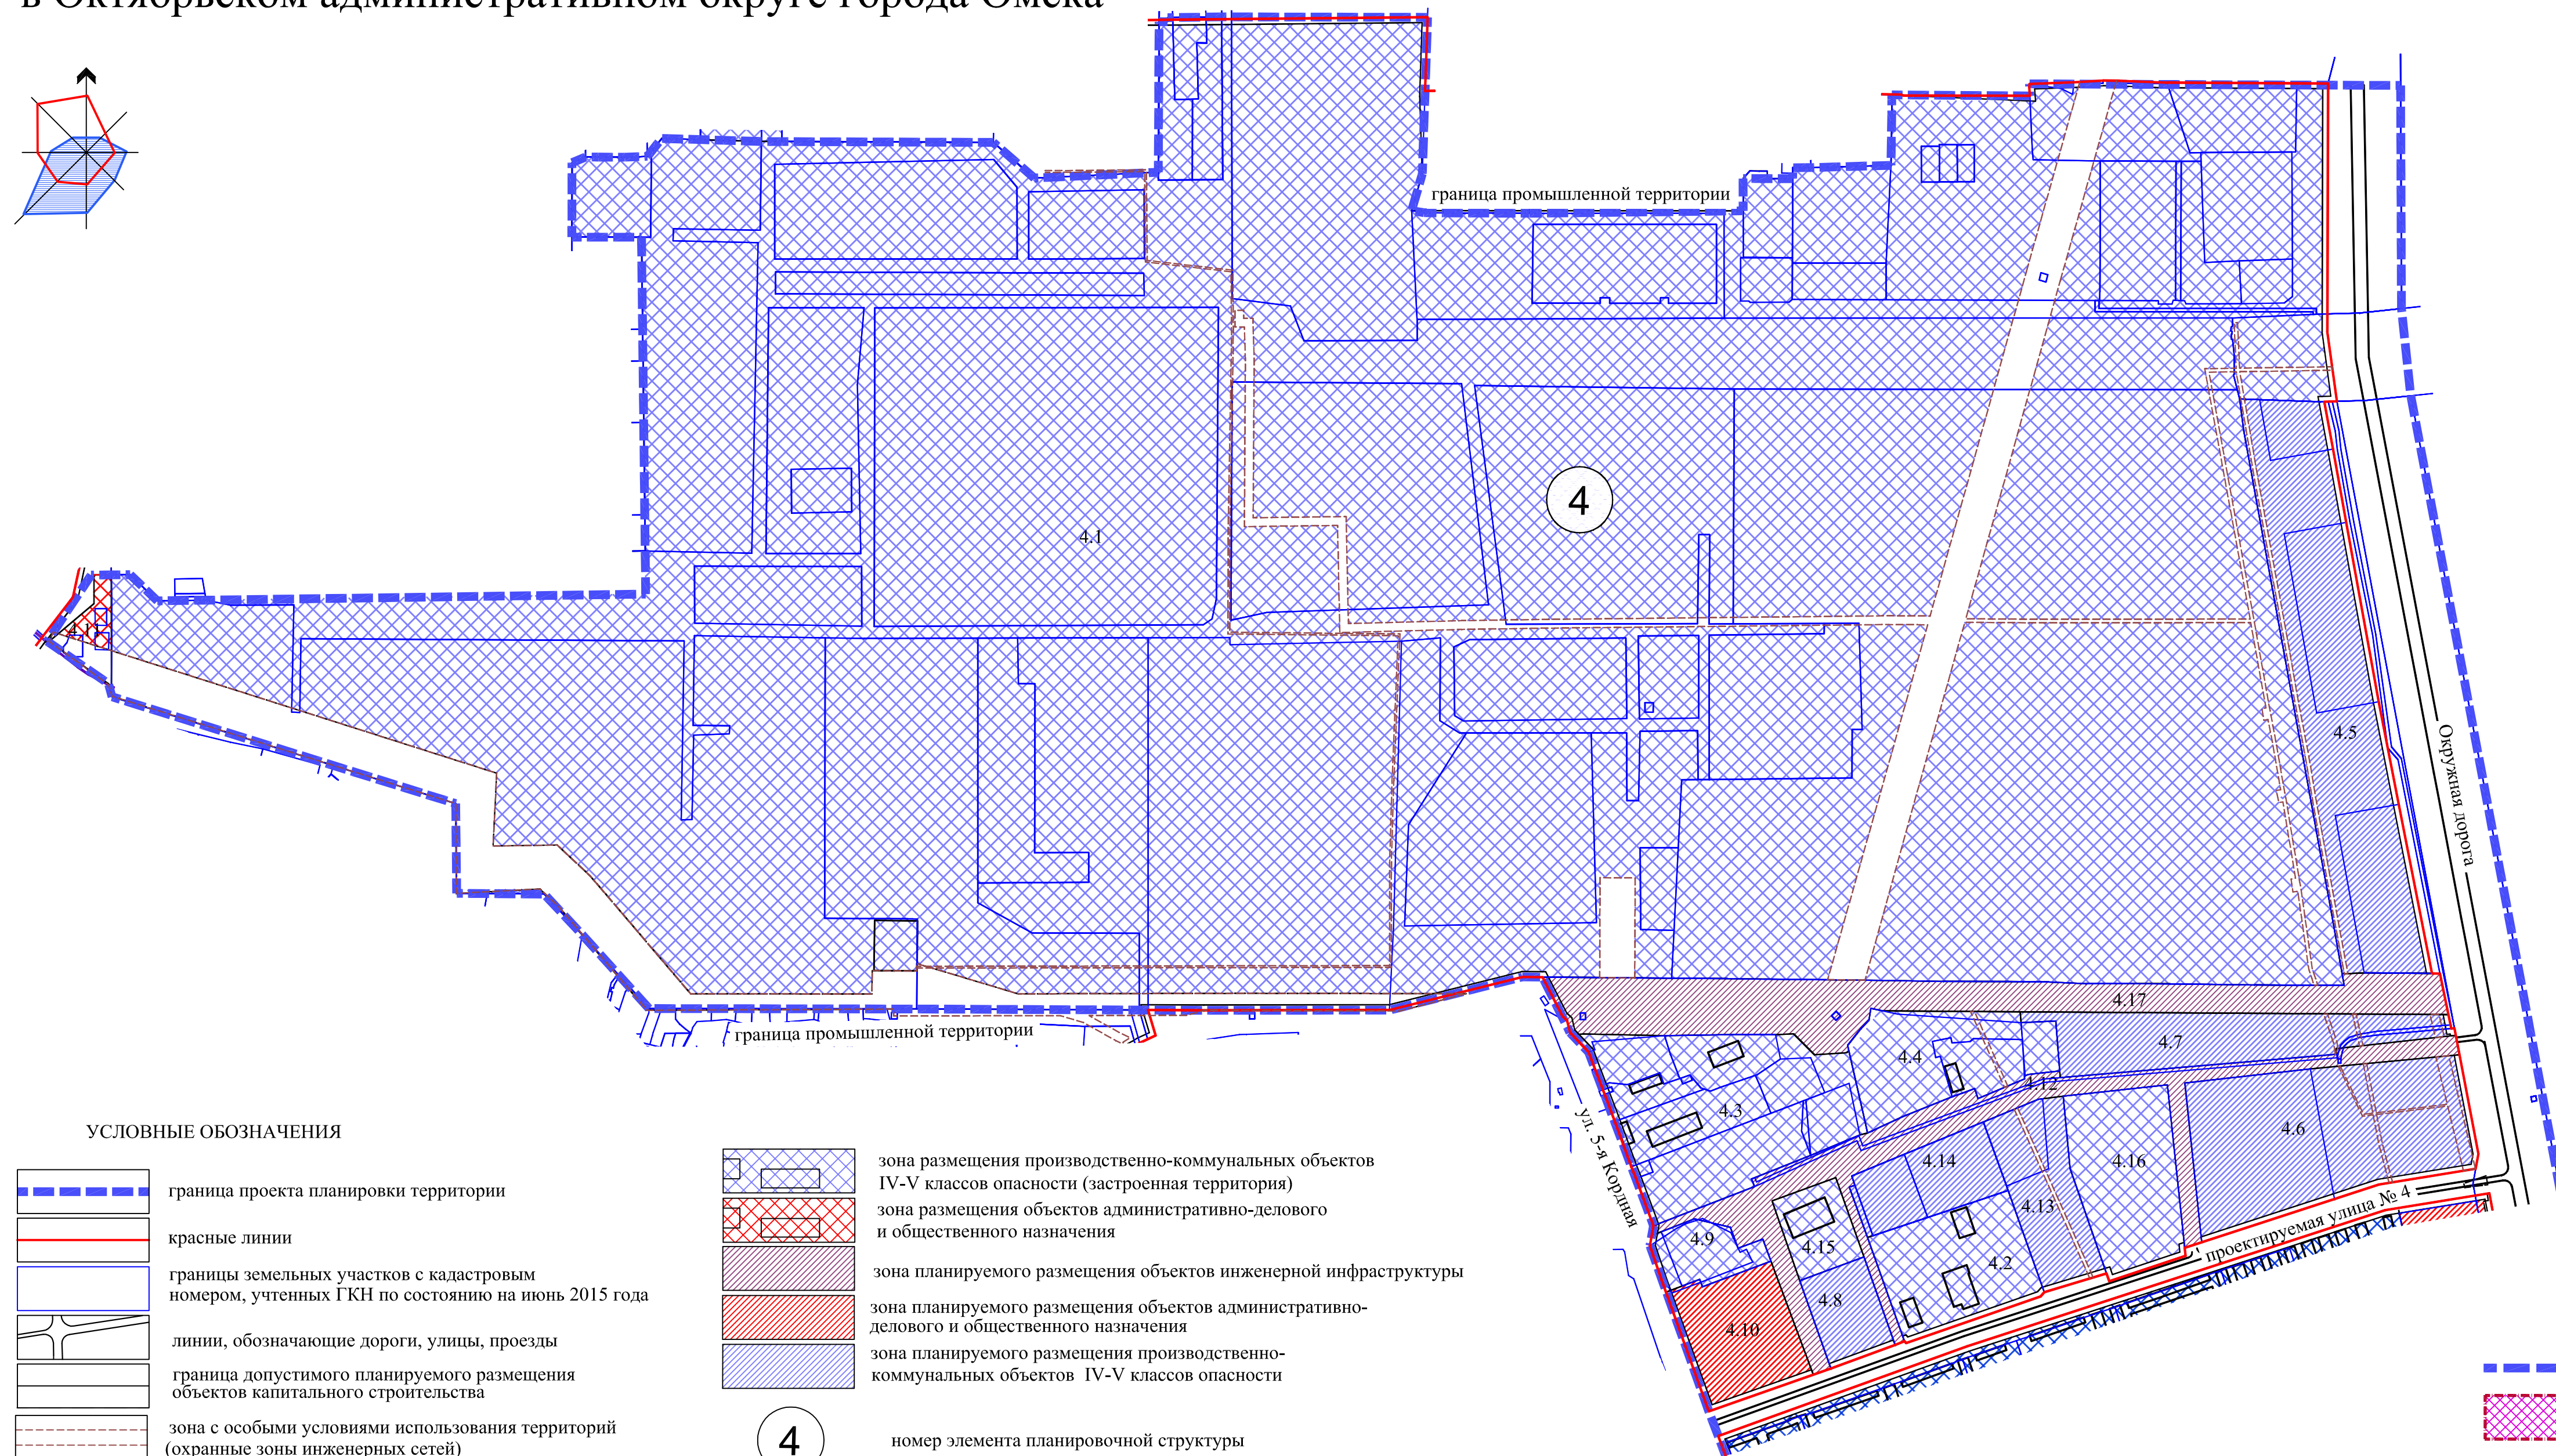 в Октябрьском административном округе города Омска
граница промышленной территории
4
4.1
4.11
4.5
Окружная дорога
4.17
граница промышленной территории
4.7
4.4
4.12
4.3
ул. 5-я Кордная
4.6
4.14
4.16
4.13
проектируемая улица № 4
4.9
4.15
4.2
4.8
4.10
УСЛОВНЫЕ ОБОЗНАЧЕНИЯ
граница проекта планировки территории
красные линии
границы земельных участков с кадастровым
номером, учтенных ГКН по состоянию на июнь 2015 года
линии, обозначающие дороги, улицы, проезды
граница допустимого планируемого размещения
объектов капитального строительства
зона с особыми условиями использования территорий
(охранные зоны инженерных сетей)
зона размещения производственно-коммунальных объектов
IV-V классов опасности (застроенная территория)
зона размещения объектов административно-делового
и общественного назначения
зона планируемого размещения объектов инженерной инфраструктуры
зона планируемого размещения объектов административно-
делового и общественного назначения
зона планируемого размещения производственно-
коммунальных объектов IV-V классов опасности
4
номер элемента планировочной структуры